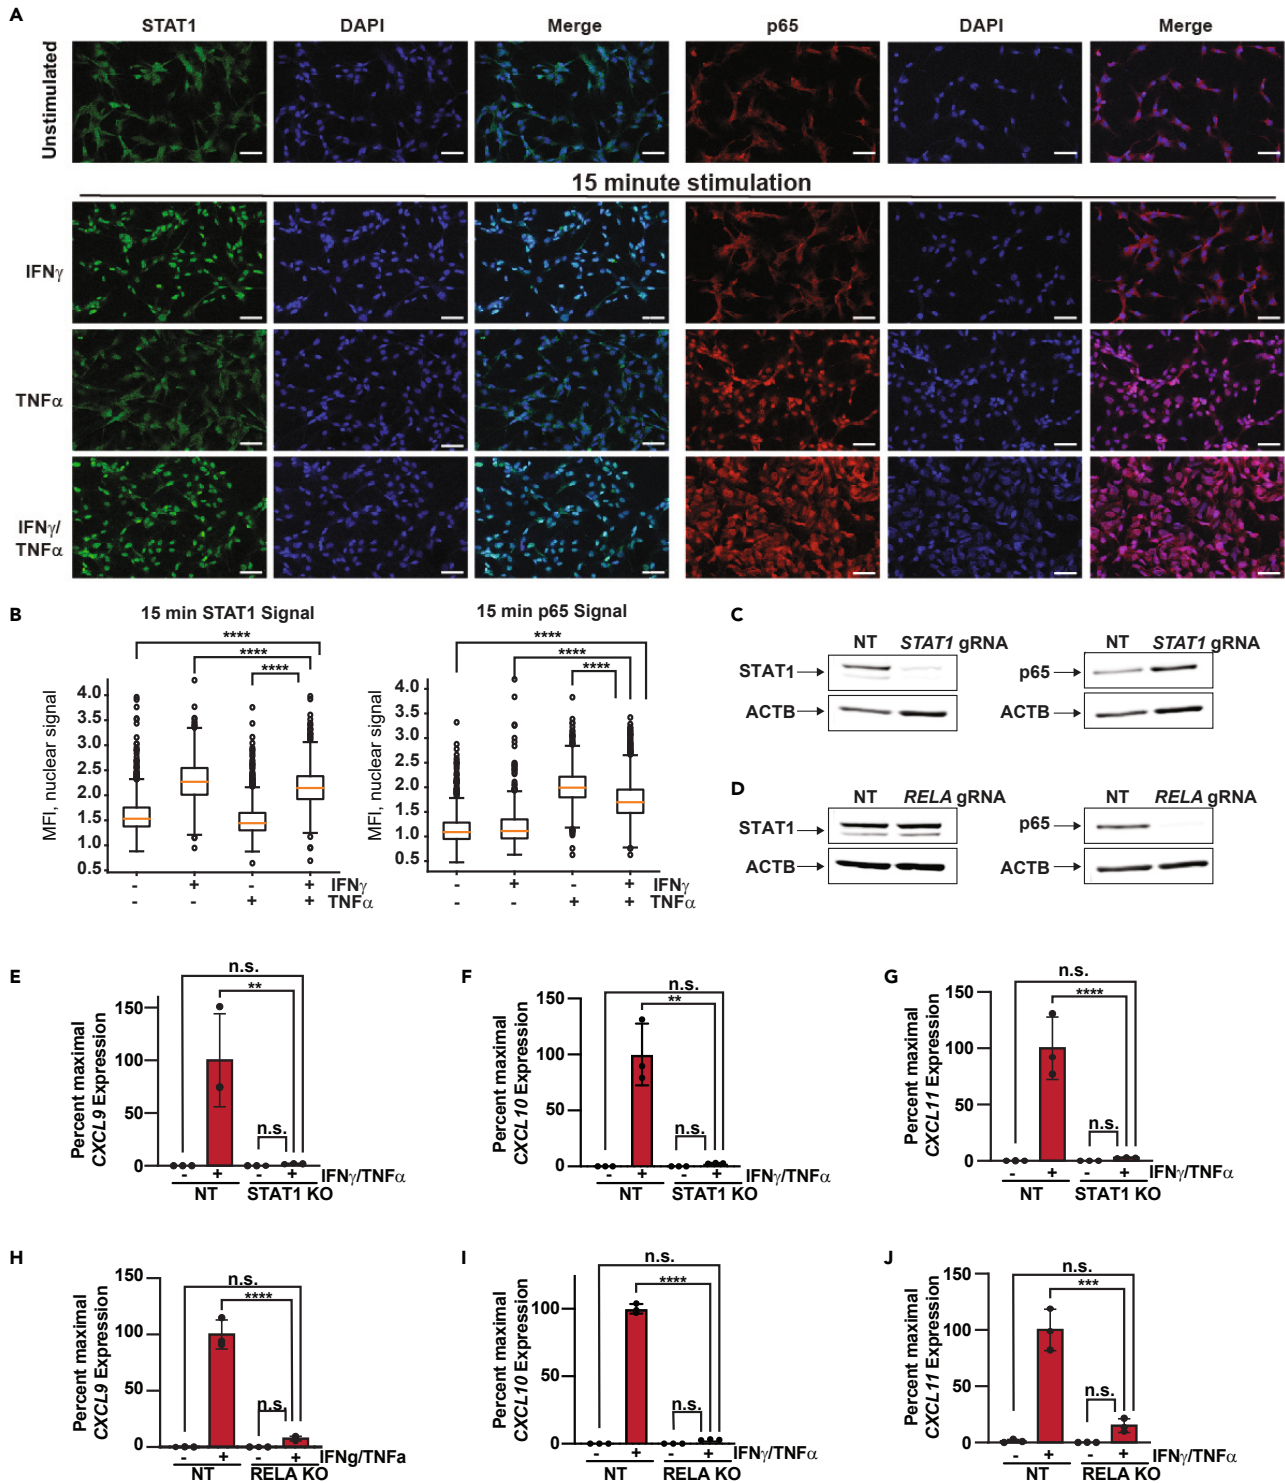 A
STAT1 DAPI Merge p65 DAPI Merge
Unstimulated
15 minute stimulation
IFNγ
TNFα
IFNγ/
TNFα
B
15 min STAT1 Signal
****
****
****
MFI, nuclear signal
4.0
3.5
2.5
2.0
1.5
1.0
0.5
- + - + IFNγ
- - + + TNFα
15 min p65 Signal
****
****
****
MFI, nuclear signal
4.0
3.5
2.5
2.0
1.5
1.0
0.5
- + - + IFNγ
- - + + TNFα
C
NT STAT1 gRNA
STAT1
ACTB
NT STAT1 gRNA
p65
ACTB
D
NT RELA gRNA
STAT1
ACTB
NT RELA gRNA
p65
ACTB
E
n.s.
**
n.s.
Percent maximal
CXCL9 Expression
150
100
50
0
- + - + IFNγ/TNFα
NT STAT1 KO
F
n.s.
**
n.s.
Percent maximal
CXCL10 Expression
150
100
50
0
- + - + IFNγ/TNFα
NT STAT1 KO
G
n.s.
****
n.s.
Percent maximal
CXCL11 Expression
150
100
50
0
- + - + IFNγ/TNFα
NT STAT1 KO
H
n.s.
****
n.s.
Percent maximal
CXCL9 Expression
150
100
50
0
- + - + IFNg/TNFa
NT RELA KO
I
n.s.
****
n.s.
Percent maximal
CXCL10 Expression
100
50
0
- + - + IFNγ/TNFα
NT RELA KO
J
n.s.
***
n.s.
Percent maximal
CXCL11 Expression
150
100
50
0
- + - + IFNγ/TNFα
NT RELA KO